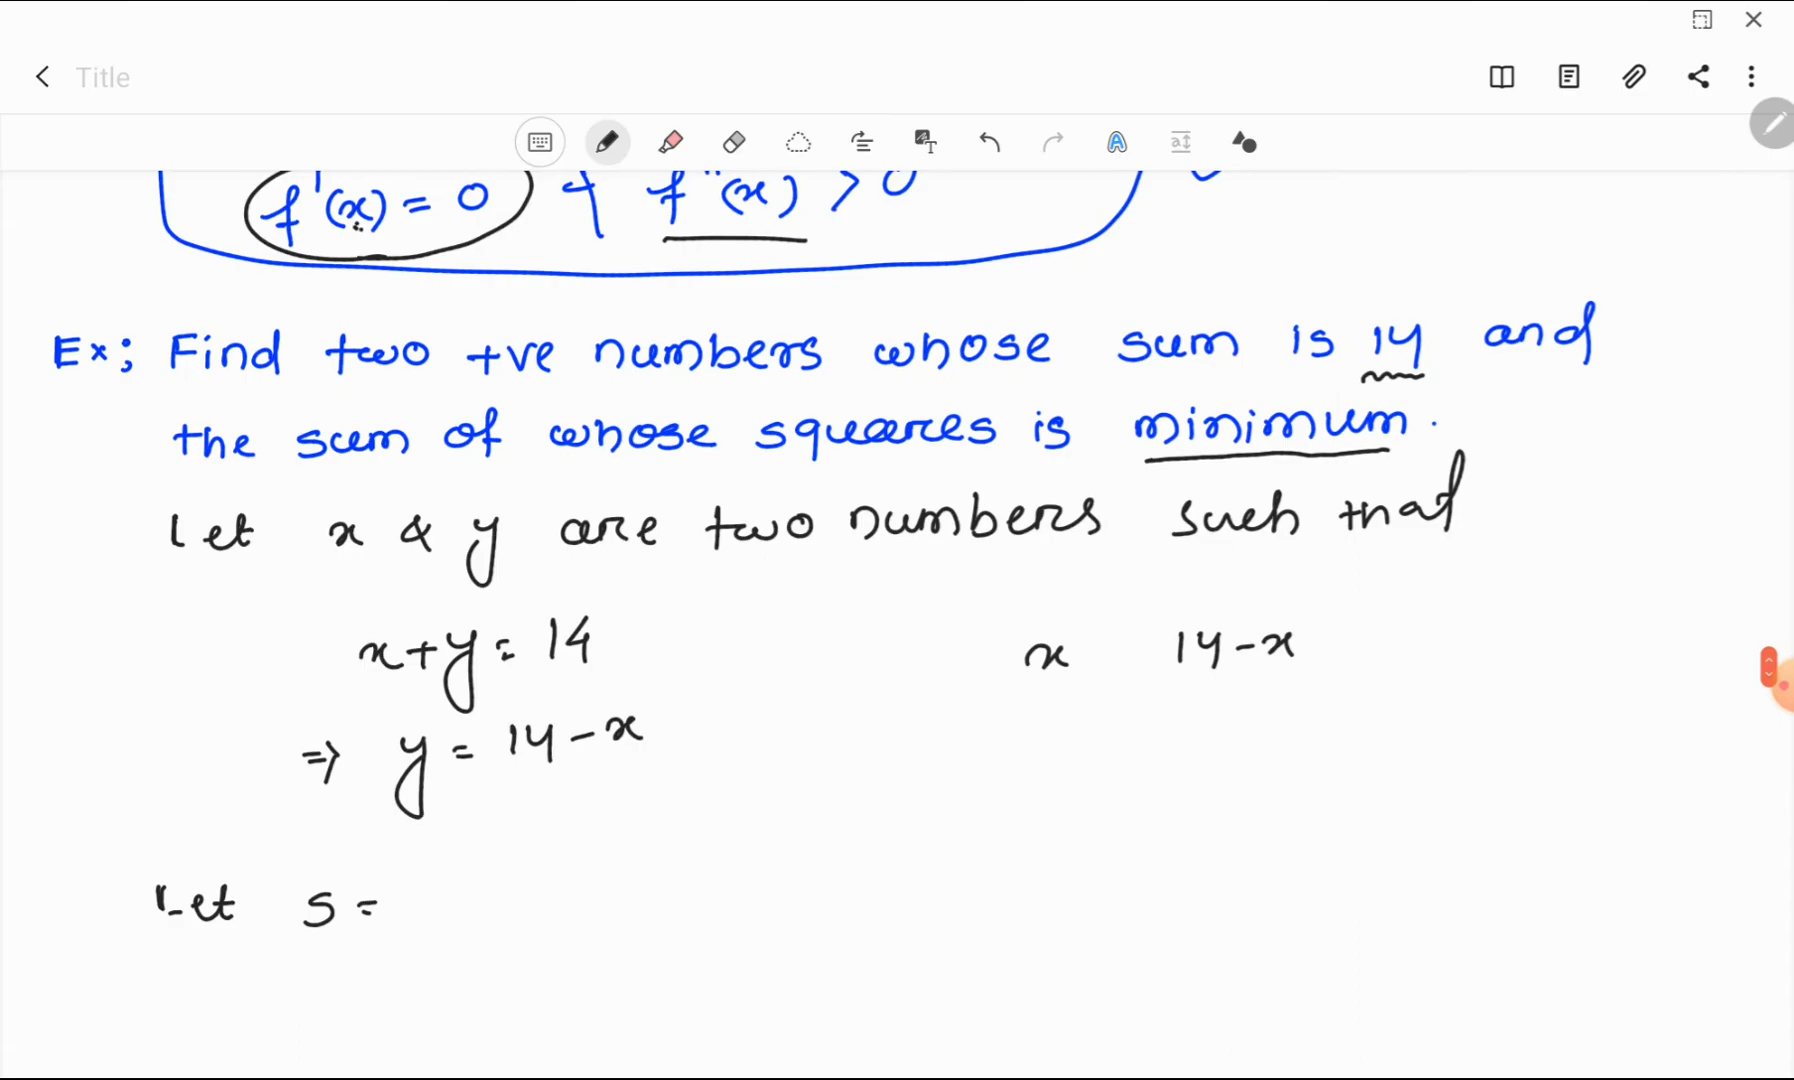 Title
f'(x) = 0 & f"(x) > 0
Ex; Find two +ve numbers whose sum is 14 and
the sum of whose squares is minimum.
Let x & y are two numbers such that
x+y = 14 x 14-x
⇒ y = 14-x
Let S =